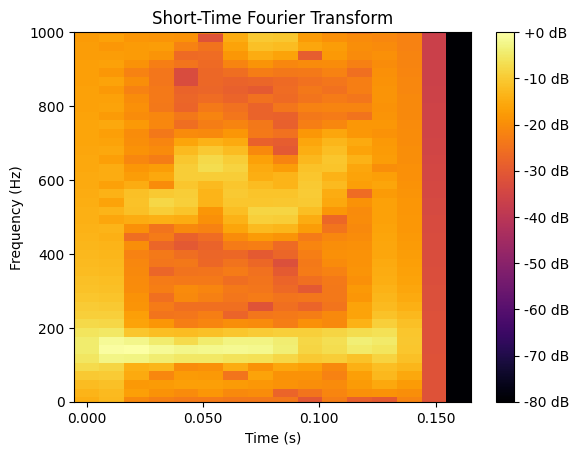 Short-Time Fourier Transform
1000
800
600
400
200
0
Frequency (Hz)
0.000
0.050
0.100
0.150
Time (s)
+0 dB
-10 dB
-20 dB
-30 dB
-40 dB
-50 dB
-60 dB
-70 dB
-80 dB